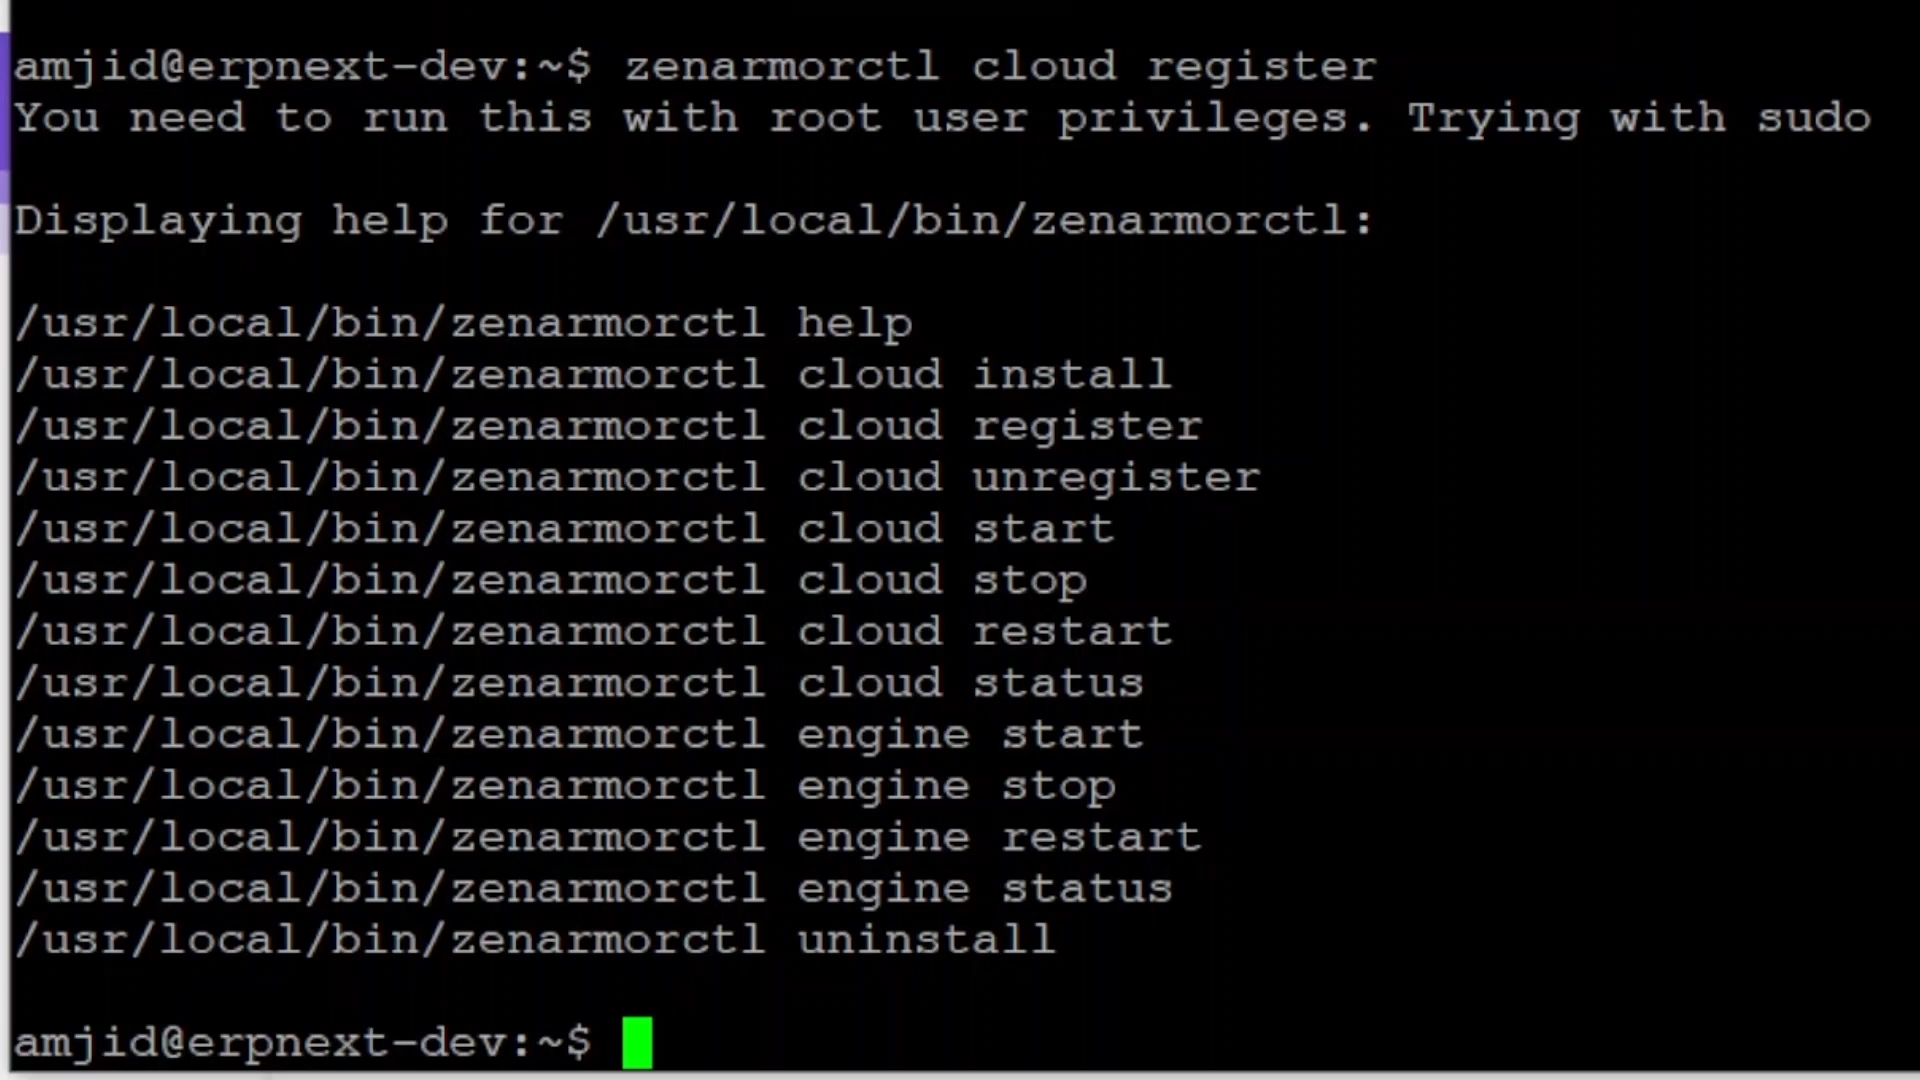 amjid@erpnext-dev:~$ zenarmorctl cloud register
You need to run this with root user privileges. Trying with sudo
Displaying help for /usr/local/bin/zenarmorctl:
/usr/local/bin/zenarmorctl help
/usr/local/bin/zenarmorctl cloud install
/usr/local/bin/zenarmorctl cloud register
/usr/local/bin/zenarmorctl cloud unregister
/usr/local/bin/zenarmorctl cloud start
/usr/local/bin/zenarmorctl cloud stop
/usr/local/bin/zenarmorctl cloud restart
/usr/local/bin/zenarmorctl cloud status
/usr/local/bin/zenarmorctl engine start
/usr/local/bin/zenarmorctl engine stop
/usr/local/bin/zenarmorctl engine restart
/usr/local/bin/zenarmorctl engine status
/usr/local/bin/zenarmorctl uninstall
amjid@erpnext-dev:~$